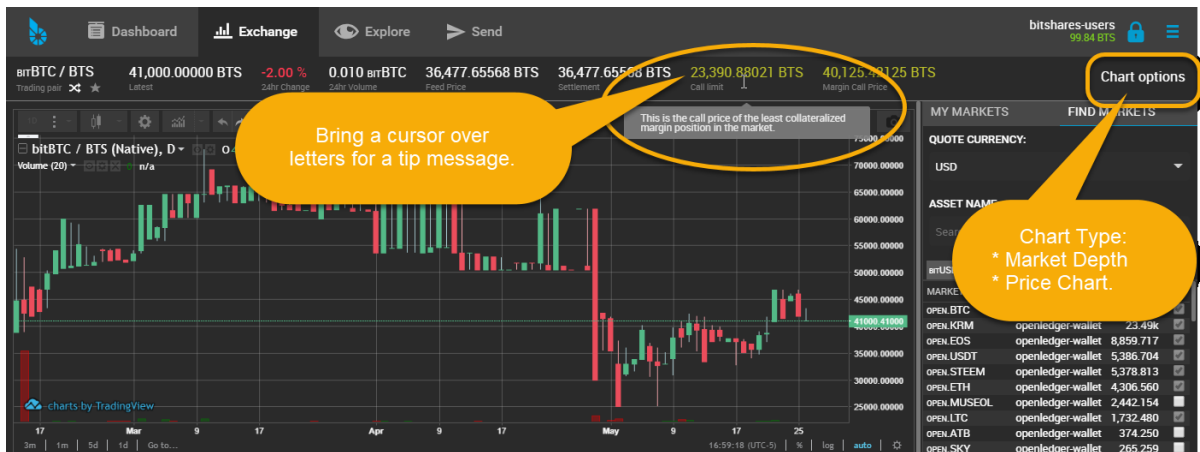 Dashboard
Exchange
Explore
Send
bitshares-users
99.84 BTS
BITBTC / BTS
Trading pair
41,000.00000 BTS
Latest
-2.00 %
24hr Change
0.010 BITBTC
24hr Volume
36,477.65568 BTS
Feed Price
36,477.65568 BTS
Settlement
23,390.88021 BTS
Call limit
Margin Call Price
Chart options
This is the call price of the least collateralized
margin position in the market.
Bring a cursor over
letters for a tip message.
bitBTC / BTS (Native), D
Volume (20)
n/a
75000.00000
70000.00000
65000.00000
60000.00000
55000.00000
50000.00000
45000.00000
41000.41000
35000.00000
30000.00000
25000.00000
charts by TradingView
17 Mar 9 17 Apr 9 17 May 9 17 25
3m 1m 5d 1d Go to...
16:59:18 (UTC-5) % log auto
MY MARKETS
FIND MARKETS
QUOTE CURRENCY:
USD
ASSET NAME
Chart Type:
* Market Depth
* Price Chart.
OPEN.BTC openledger-wallet
OPEN.KRM openledger-wallet 23.49k
OPEN.EOS openledger-wallet 8,859.717
OPEN.USDT openledger-wallet 5,386.704
OPEN.STEEM openledger-wallet 5,378.813
OPEN.ETH openledger-wallet 4,306.560
OPEN.MUSEOL openledger-wallet 2,442.154
OPEN.LTC openledger-wallet 1,732.480
OPEN.ATB openledger-wallet 374.250
OPEN.SKY openledger-wallet 265.259